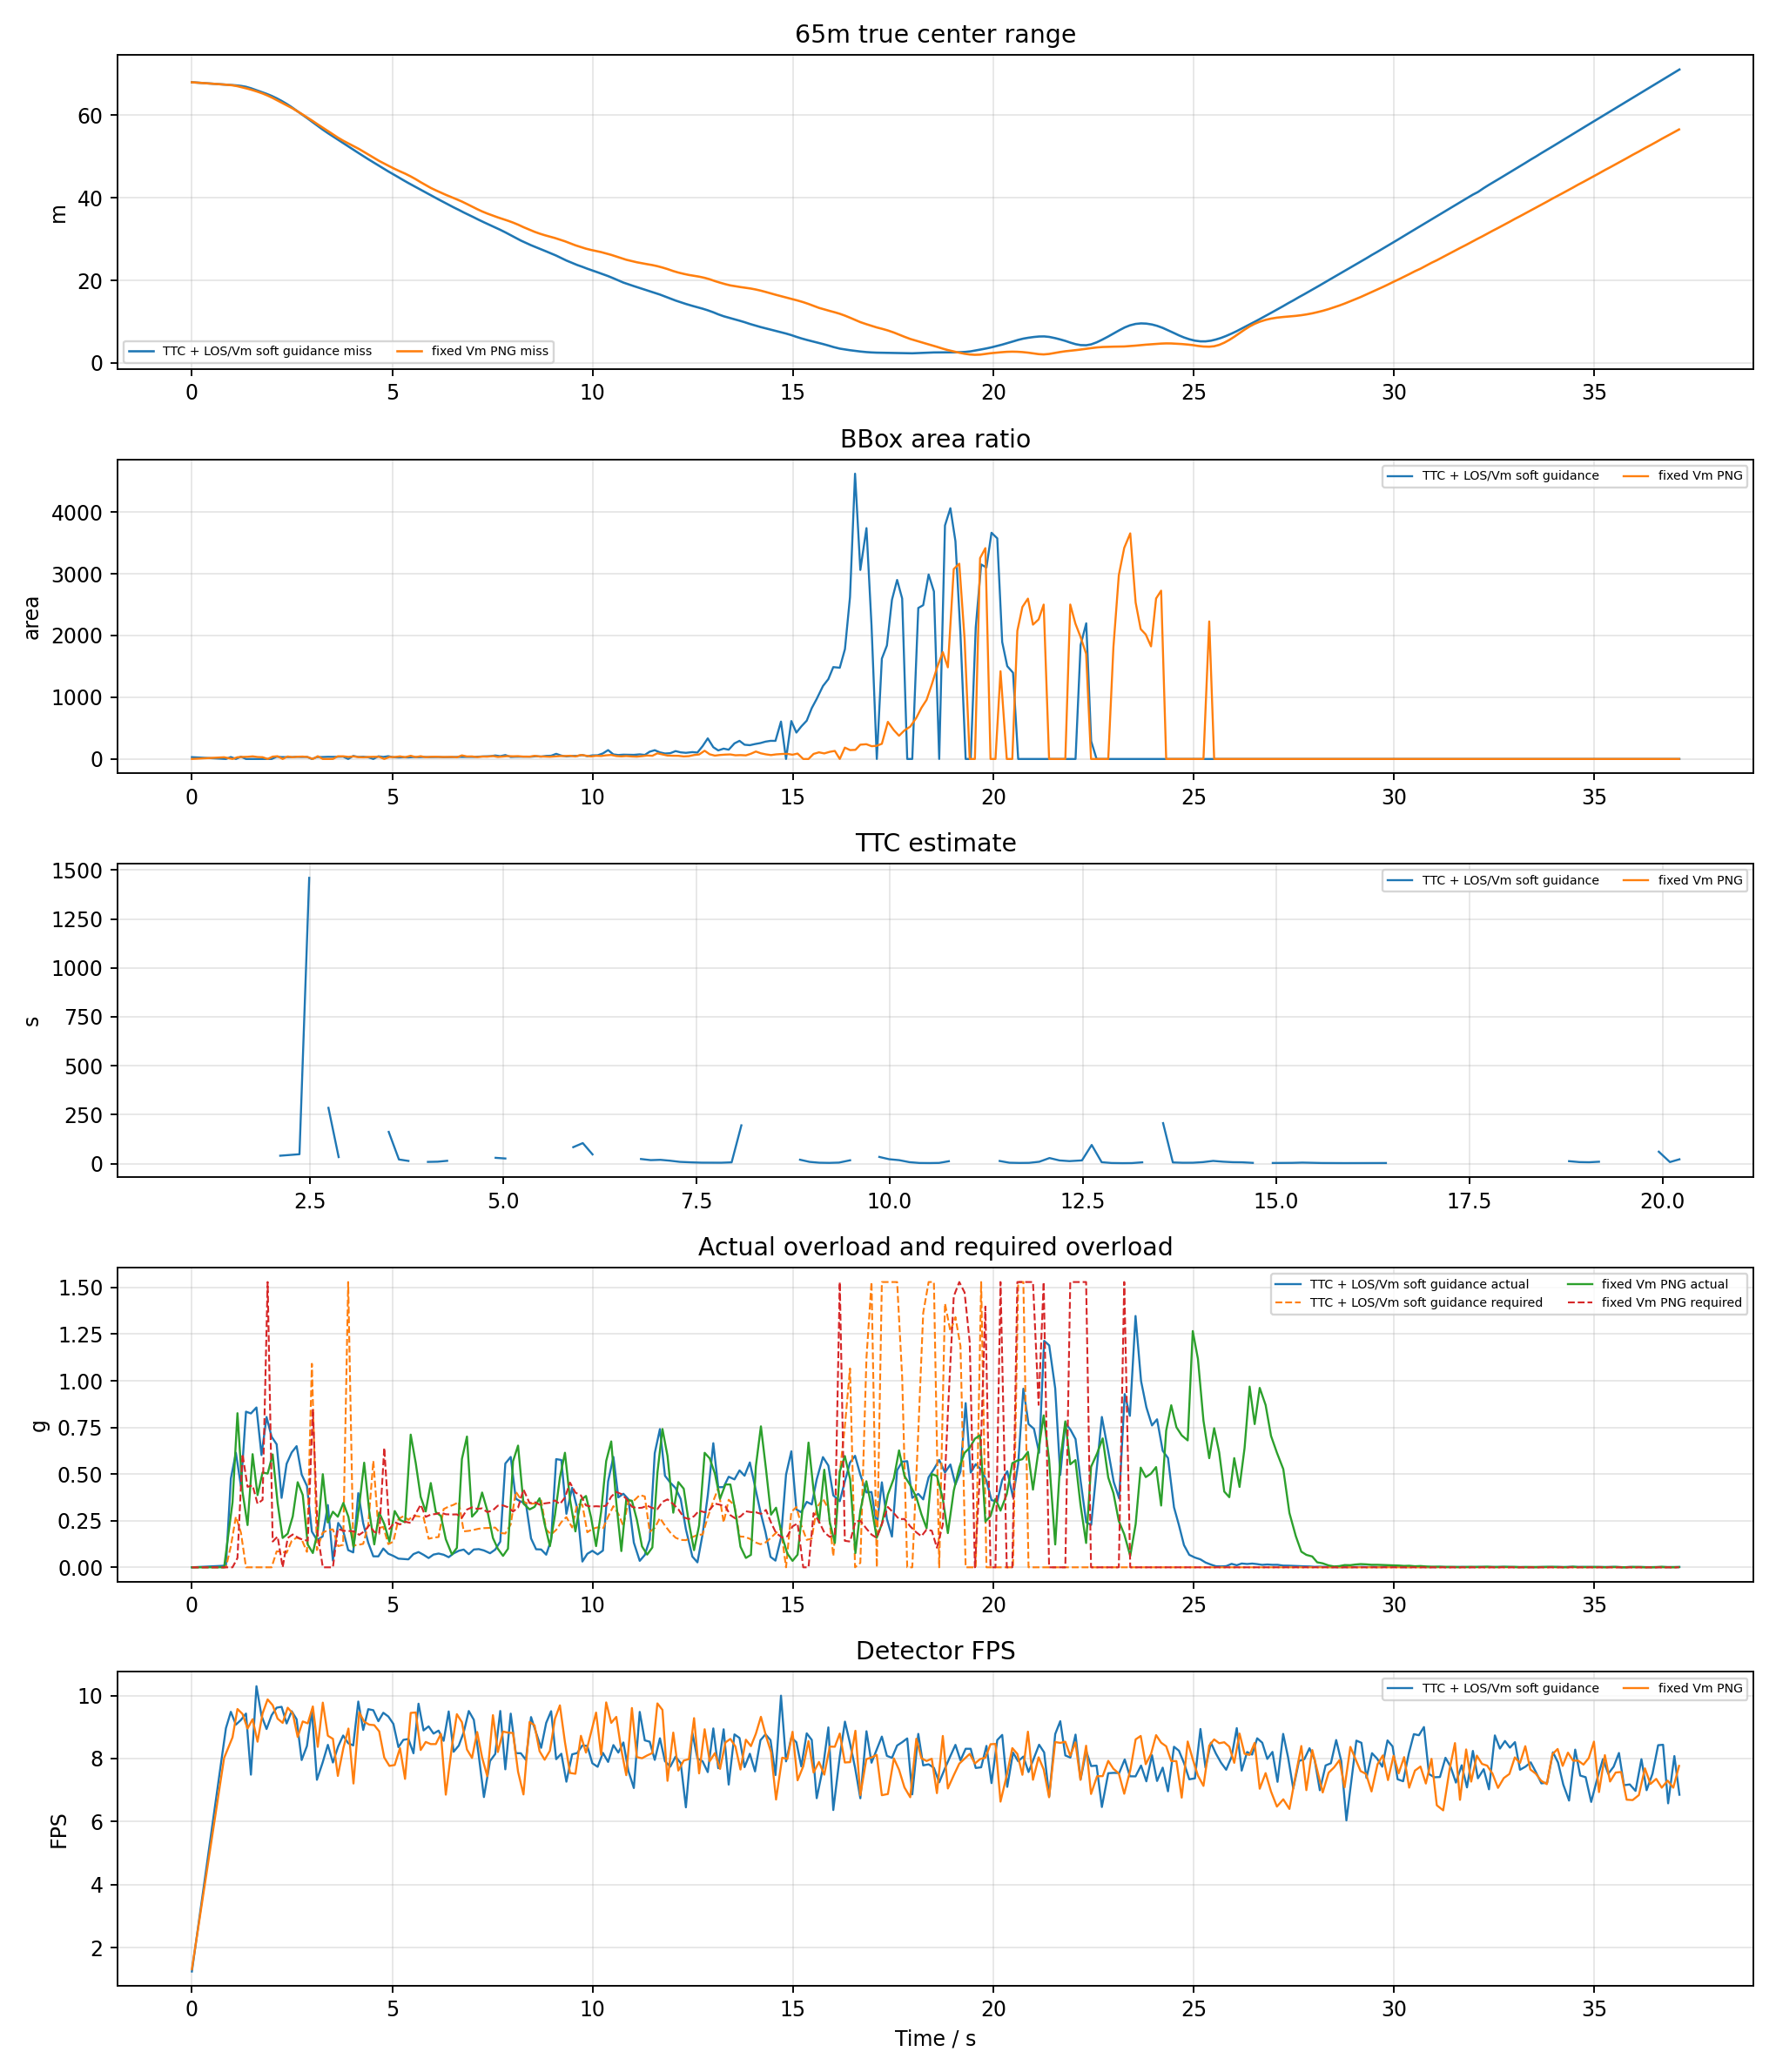 65m true center range
m
60
40
20
0
TTC + LOS/Vm soft guidance miss fixed Vm PNG miss
0 5 10 15 20 25 30 35
BBox area ratio
area
4000
3000
2000
1000
0
TTC + LOS/Vm soft guidance fixed Vm PNG
0 5 10 15 20 25 30 35
TTC estimate
s
1500
1250
1000
750
500
250
0
TTC + LOS/Vm soft guidance fixed Vm PNG
2.5 5.0 7.5 10.0 12.5 15.0 17.5 20.0
Actual overload and required overload
g
1.50
1.25
1.00
0.75
0.50
0.25
0.00
TTC + LOS/Vm soft guidance actual fixed Vm PNG actual
TTC + LOS/Vm soft guidance required fixed Vm PNG required
0 5 10 15 20 25 30 35
Detector FPS
FPS
10
8
6
4
2
TTC + LOS/Vm soft guidance fixed Vm PNG
0 5 10 15 20 25 30 35
Time / s